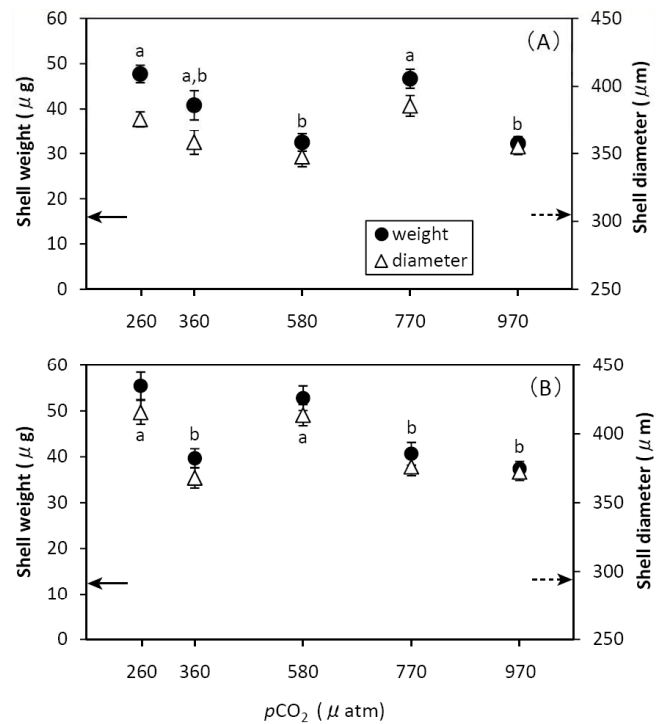 60
50
40
30
20
10
0
Shell weight (μg)
450
400
350
300
250
Shell diameter (μm)
(A)
a
a,b
b
a
b
weight
diameter
260 360 580 770 970
60
50
40
30
20
10
0
Shell weight (μg)
450
400
350
300
250
Shell diameter (μm)
(B)
a
b
a
b
b
260 360 580 770 970
pCO2 (μ atm)